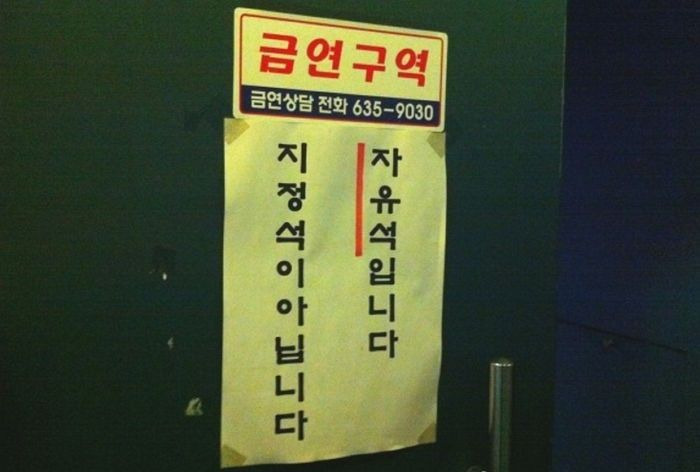 금연구역
금연상담 전화 635-9030
자유석입니다
지정석이아닙니다